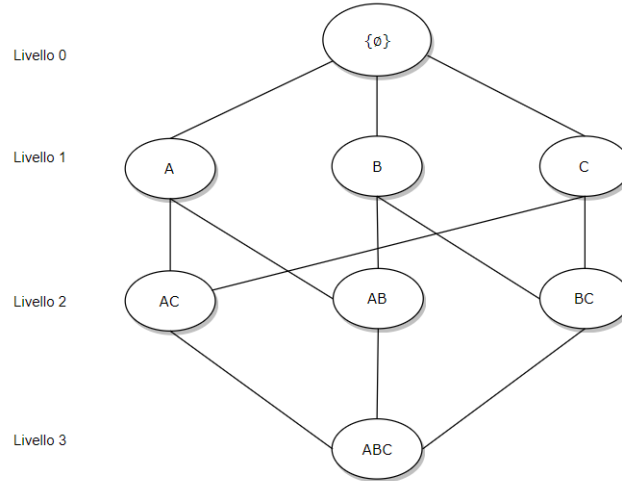 Livello 0
{ø}
Livello 1
A
B
C
Livello 2
AC
AB
BC
Livello 3
ABC